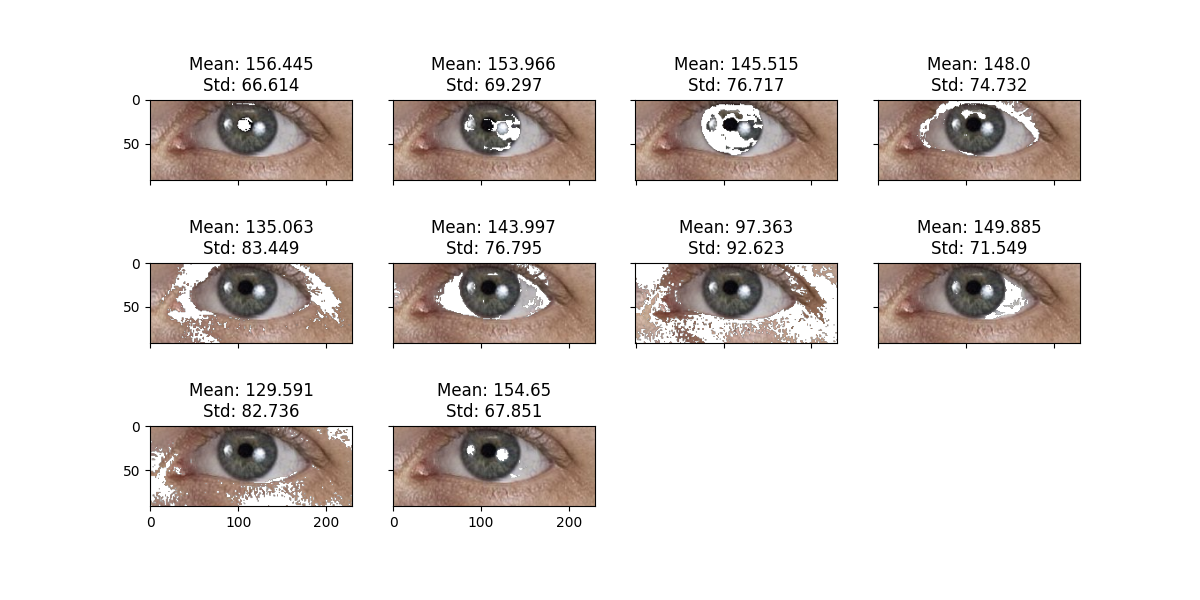 Mean: 156.445
Std: 66.614
Mean: 153.966
Std: 69.297
Mean: 145.515
Std: 76.717
Mean: 148.0
Std: 74.732
0
50
Mean: 135.063
Std: 83.449
Mean: 143.997
Std: 76.795
Mean: 97.363
Std: 92.623
Mean: 149.885
Std: 71.549
0
50
Mean: 129.591
Std: 82.736
Mean: 154.65
Std: 67.851
0
50
0 100 200
0 100 200